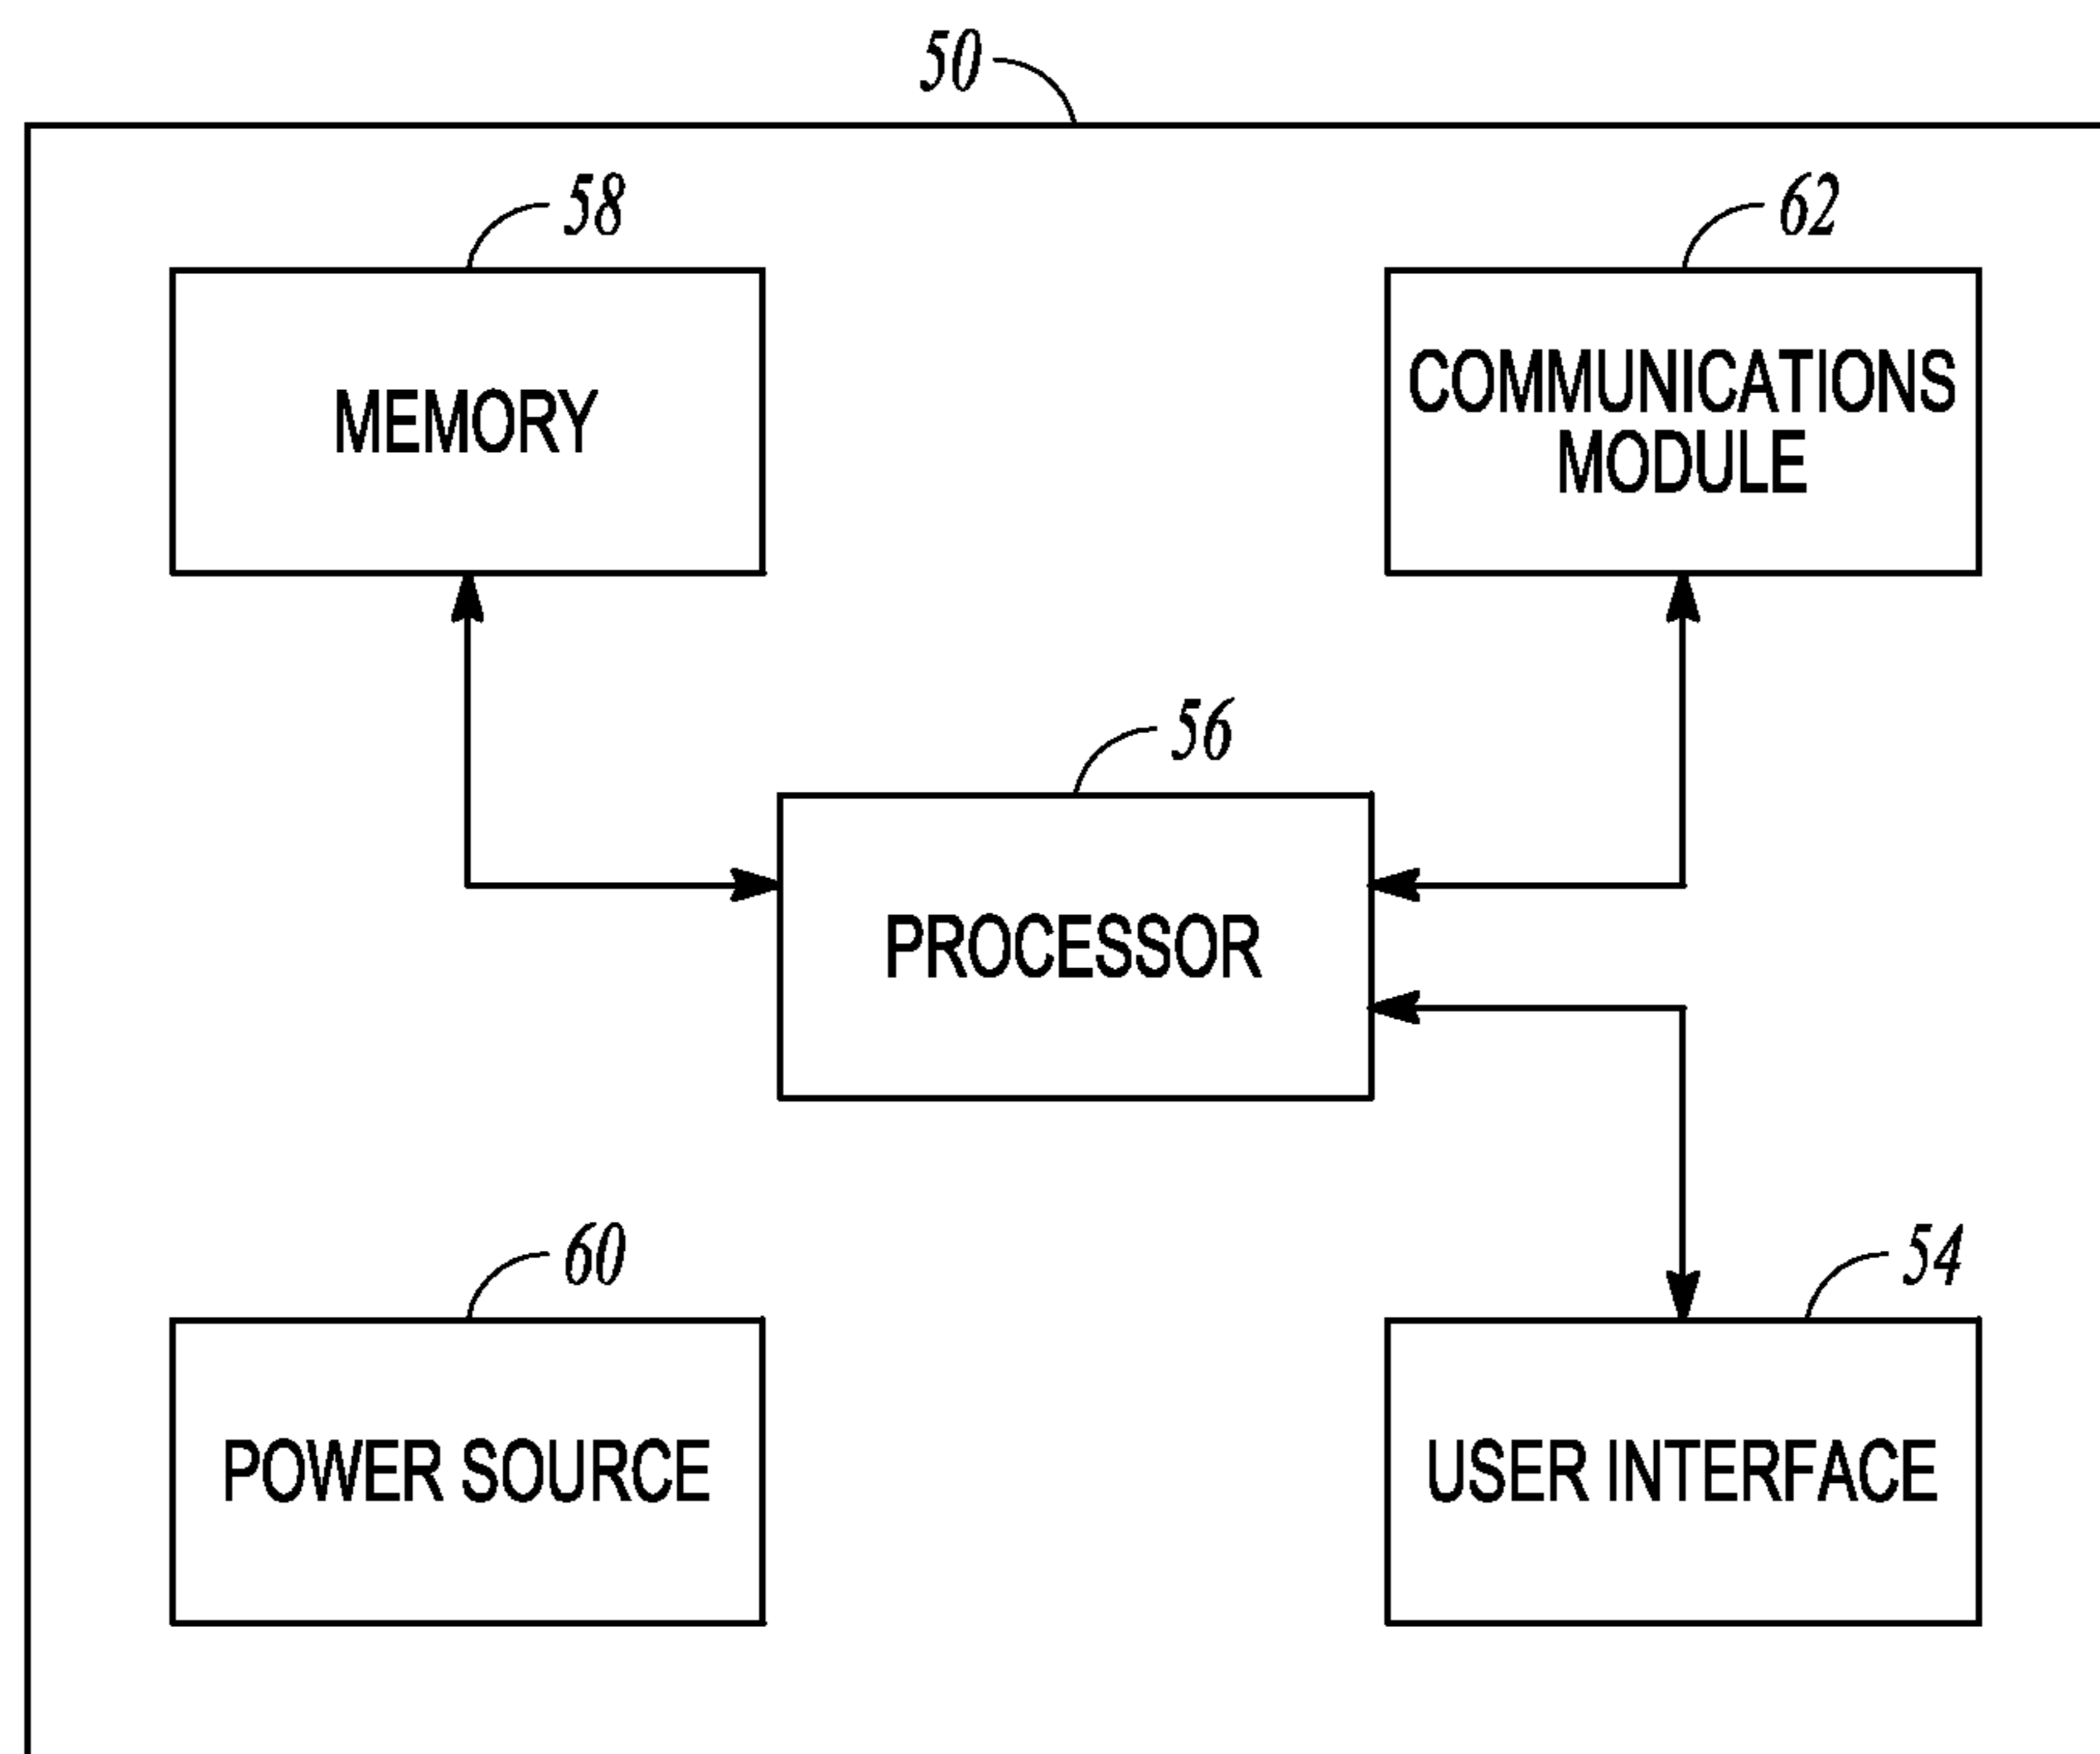 50
58
62
MEMORY
COMMUNICATIONS
MODULE
56
PROCESSOR
60
54
POWER SOURCE
USER INTERFACE